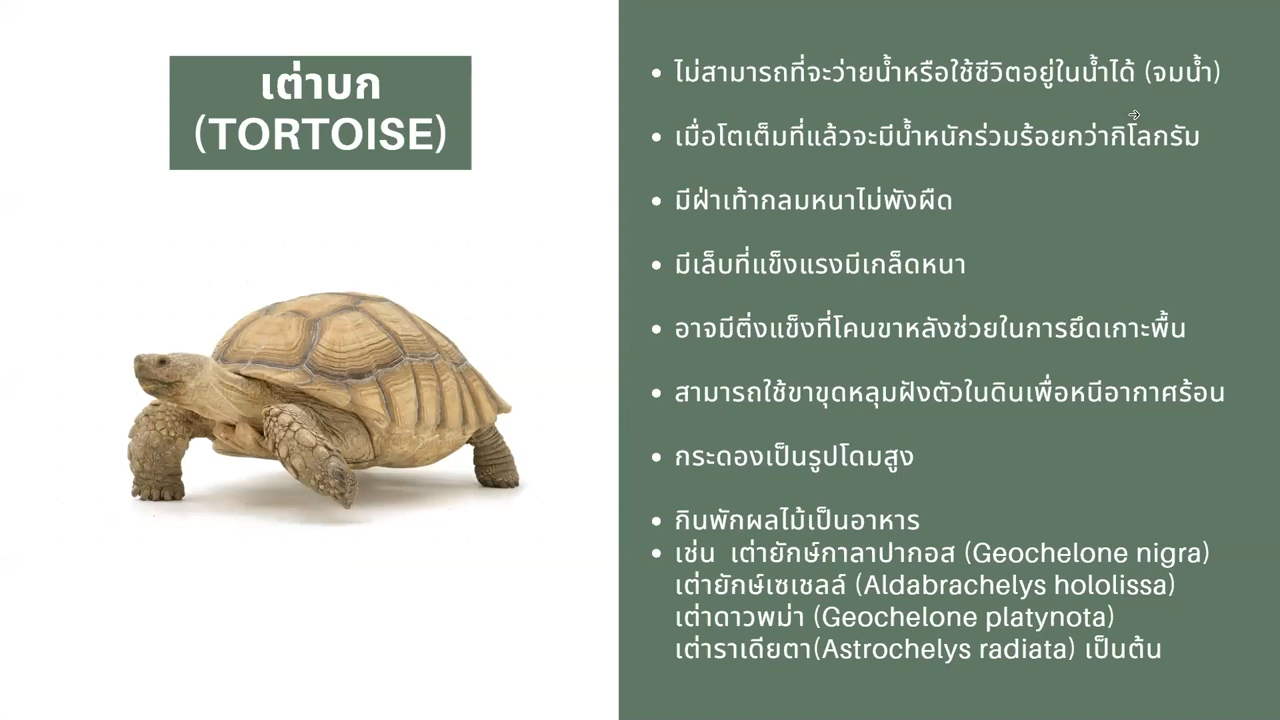 เต่าบก
(TORTOISE)
• ไม่สามารถที่จะว่ายน้ำหรือใช้ชีวิตอยู่ในน้ำได้ (จมน้ำ)
• เมื่อโตเต็มที่แล้วจะมีน้ำหนักร่วมร้อยกว่ากิโลกรัม
• มีฝ่าเท้ากลมหนาไม่พังผืด
• มีเล็บที่แข็งแรงมีเกล็ดหนา
• อาจมีติ่งแข็งที่โคนขาหลังช่วยในการยึดเกาะพื้น
• สามารถใช้ขาขุดหลุมฝังตัวในดินเพื่อหนีอากาศร้อน
• กระดองเป็นรูปโดมสูง
• กินพักผลไม้เป็นอาหาร
• เช่น  เต่ายักษ์กาลาปากอส (Geochelone nigra)
เต่ายักษ์เซเชลล์ (Aldabrachelys hololissa)
เต่าดาวพม่า (Geochelone platynota)
เต่าราเดียตา(Astrochelys radiata) เป็นต้น